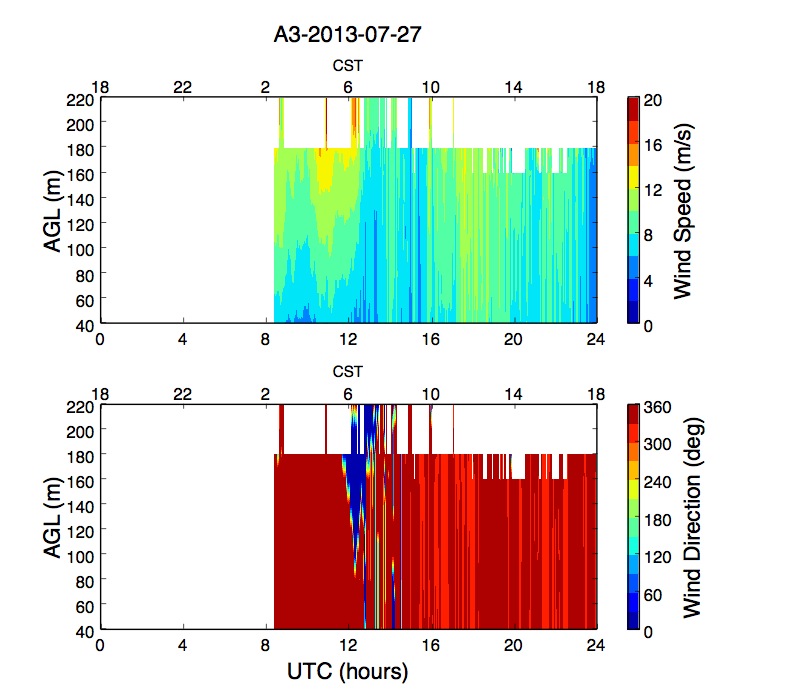 A3-2013-07-27
CST
18 22 2 6 10 14 18
220 200 180 160 140 120 100 80 60 40
AGL (m)
0 4 8 12 16 20 24
20 16 12 8 4 0
Wind Speed (m/s)
CST
18 22 2 6 10 14 18
220 200 180 160 140 120 100 80 60 40
AGL (m)
0 4 8 12 16 20 24
UTC (hours)
360 300 240 180 120 60 0
Wind Direction (deg)